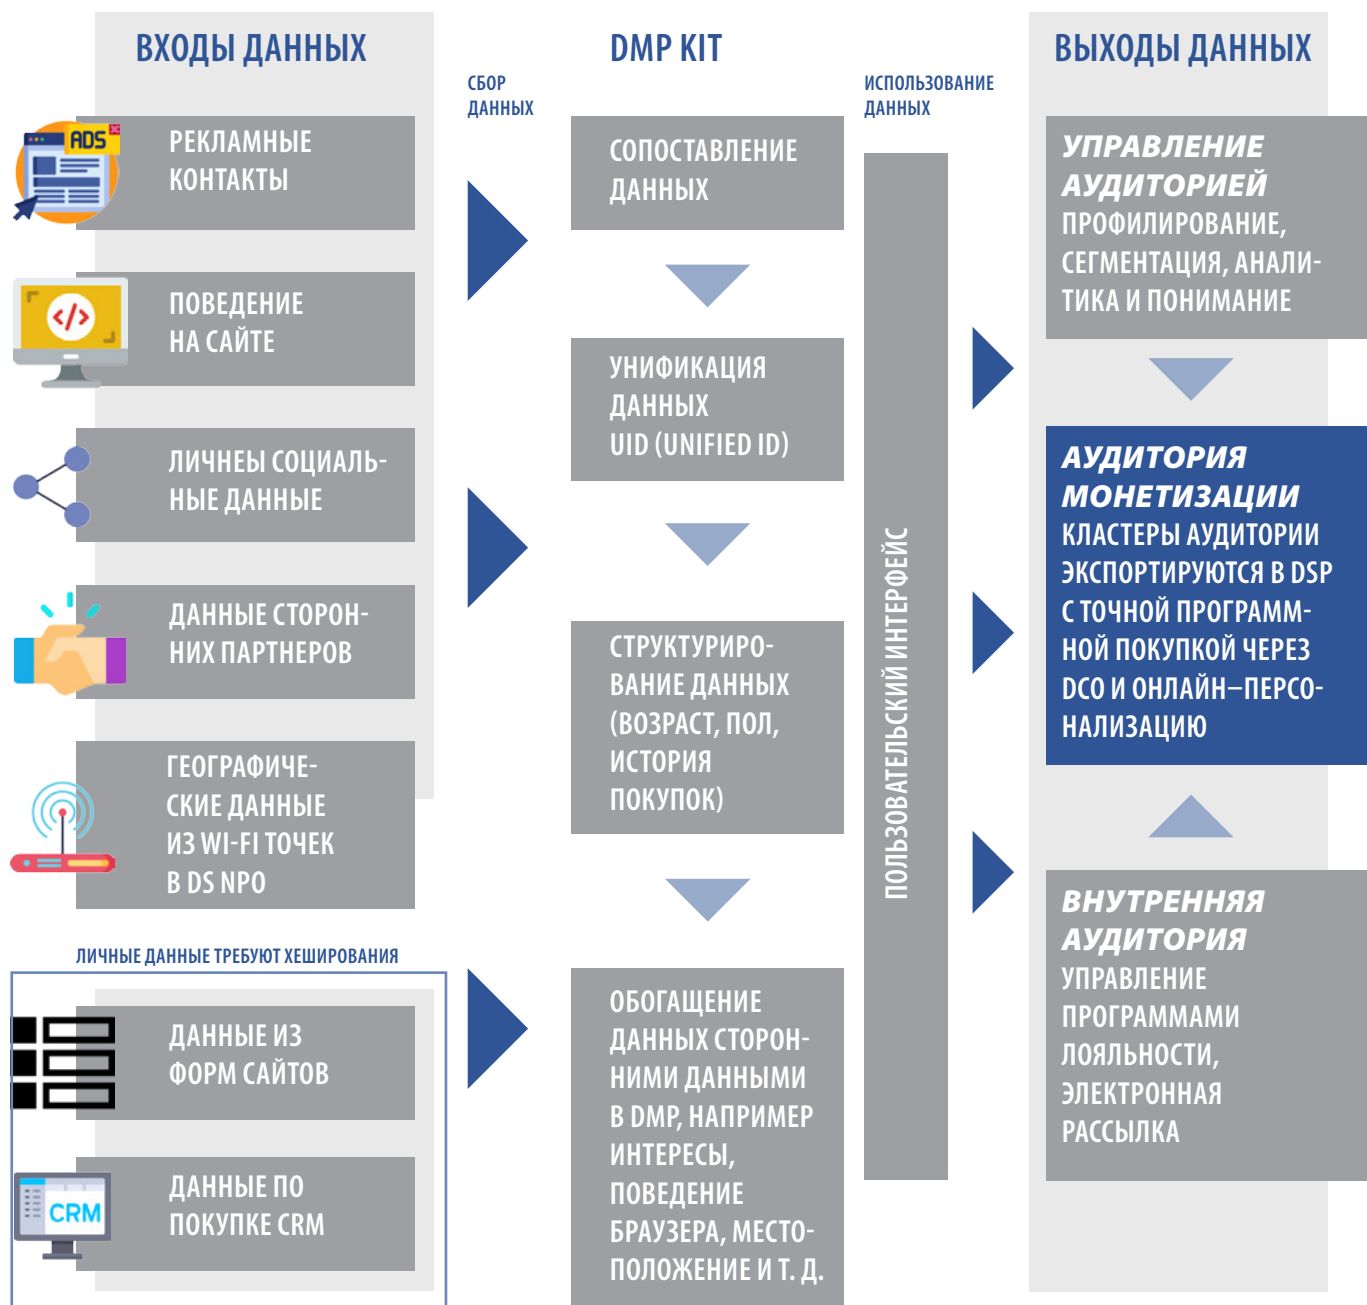 ВХОДЫ ДАННЫХ
РЕКЛАМНЫЕ
КОНТАКТЫ
ADS
ПОВЕДЕНИЕ
НА САЙТЕ
</>
ЛИЧНЕЫ СОЦИАЛЬ-
НЫЕ ДАННЫЕ
ДАННЫЕ СТОРОН-
НИХ ПАРТНЕРОВ
ГЕОГРАФИЧЕ-
СКИЕ ДАННЫЕ
ИЗ WI-FI ТОЧЕК
В DS NPO
ЛИЧНЫЕ ДАННЫЕ ТРЕБУЮТ ХЕШИРОВАНИЯ
ДАННЫЕ ИЗ
ФОРМ САЙТОВ
ДАННЫЕ ПО
ПОКУПКЕ CRM
CRM
СБОР
ДАННЫХ
DMP KIT
СОПОСТАВЛЕНИЕ
ДАННЫХ
УНИФИКАЦИЯ
ДАННЫХ
UID (UNIFIED ID)
СТРУКТУРИРО-
ВАНИЕ ДАННЫХ
(ВОЗРАСТ, ПОЛ,
ИСТОРИЯ
ПОКУПОК)
ОБОГАЩЕНИЕ
ДАННЫХ СТОРОН-
НИМИ ДАННЫМИ
В DMP, НАПРИМЕР
ИНТЕРЕСЫ,
ПОВЕДЕНИЕ
БРАУЗЕРА, МЕСТО-
ПОЛОЖЕНИЕ И Т. Д.
ИСПОЛЬЗОВАНИЕ
ДАННЫХ
ПОЛЬЗОВАТЕЛЬСКИЙ ИНТЕРФЕЙС
ВЫХОДЫ ДАННЫХ
УПРАВЛЕНИЕ
АУДИТОРИЕЙ
ПРОФИЛИРОВАНИЕ,
СЕГМЕНТАЦИЯ, АНАЛИ-
ТИКА И ПОНИМАНИЕ
АУДИТОРИЯ
МОНЕТИЗАЦИИ
КЛАСТЕРЫ АУДИТОРИИ
ЭКСПОРТИРУЮТСЯ В DSP
С ТОЧНОЙ ПРОГРАММ-
НОЙ ПОКУПКОЙ ЧЕРЕЗ
DCO И ОНЛАЙН–ПЕРСО-
НАЛИЗАЦИЮ
ВНУТРЕННЯЯ
АУДИТОРИЯ
УПРАВЛЕНИЕ
ПРОГРАММАМИ
ЛОЯЛЬНОСТИ,
ЭЛЕКТРОННАЯ
РАССЫЛКА